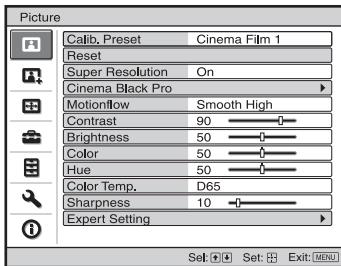 Picture
Calib. Preset Cinema Film 1
Reset
Super Resolution On
Cinema Black Pro
Motionflow Smooth High
Contrast 90
Brightness 50
Color 50
Hue 50
Color Temp. D65
Sharpness 10
Expert Setting
Sel: Set: Exit: MENU